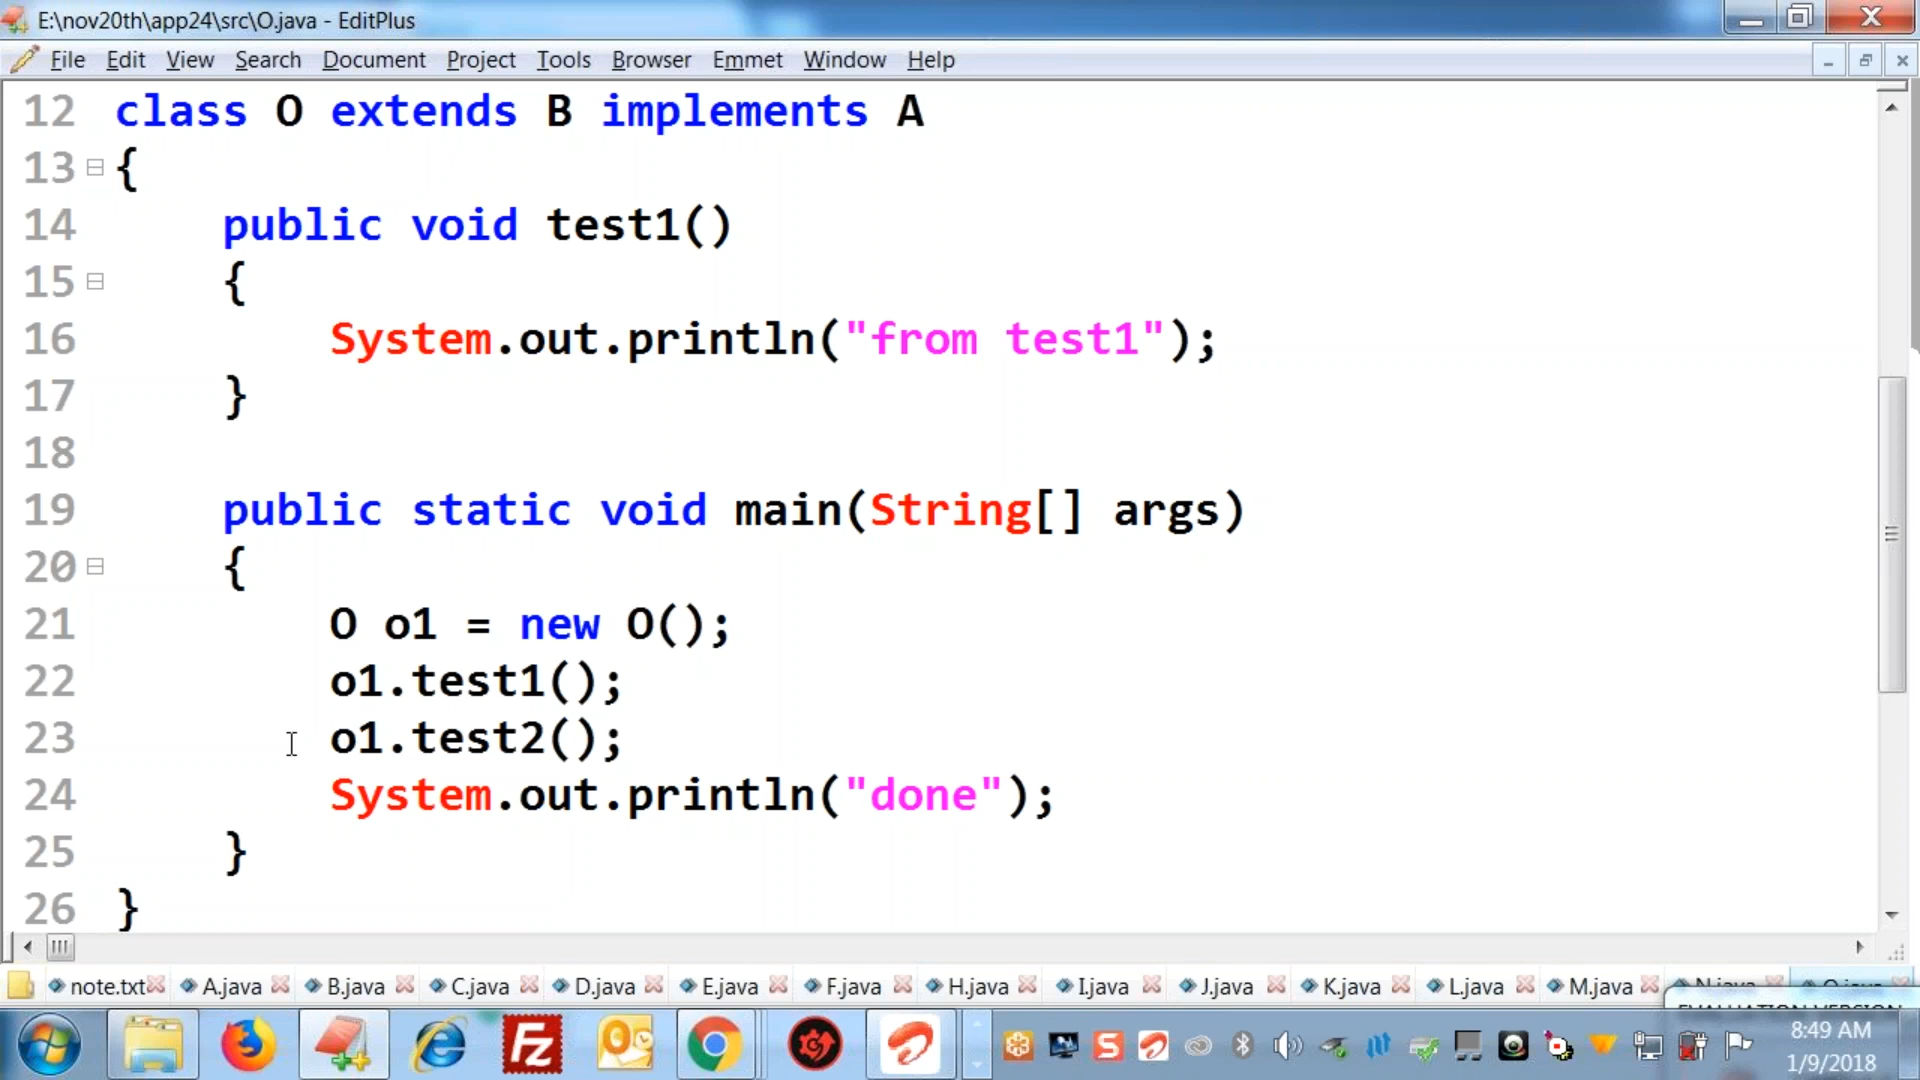 E:\nov20th\app24\src\O.java - EditPlus
File Edit View Search Document Project Tools Browser Emmet Window Help
12 class O extends B implements A
13 {
14 public void test1()
15 {
16 System.out.println("from test1");
17 }
18
19 public static void main(String[] args)
20 {
21 O o1 = new O();
22 o1.test1();
23 o1.test2();
24 System.out.println("done");
25 }
26 }
note.txt A.java B.java C.java D.java E.java F.java H.java I.java J.java K.java L.java M.java N.java O.java
EVALUATION VERSION
8:49 AM
1/9/2018